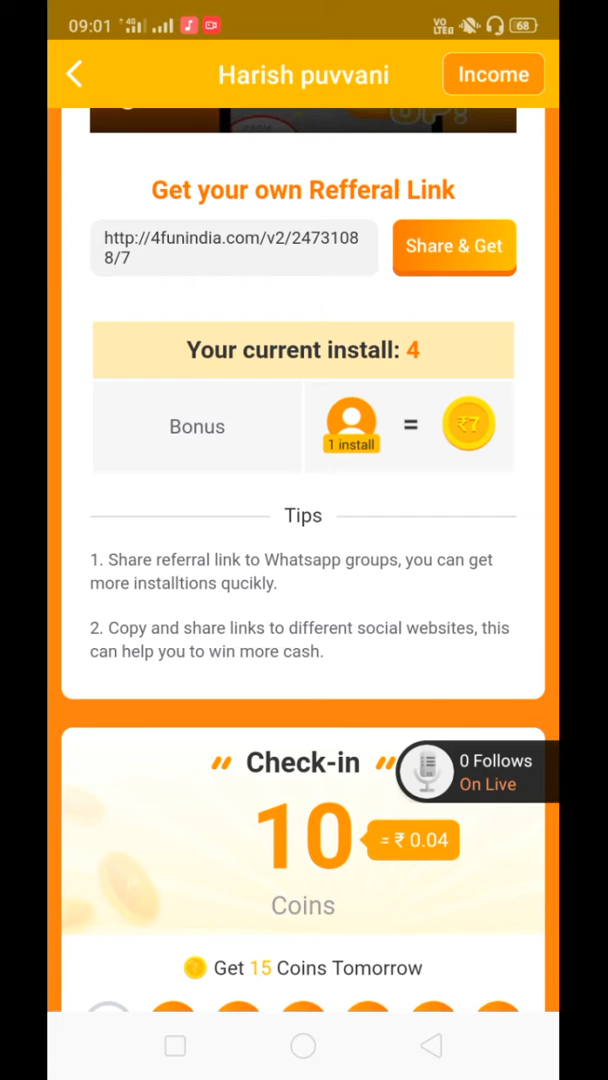 09:01 4G VO LTE 68
Harish puvvani
Income
Get your own Refferal Link
http://4funindia.com/v2/2473108
8/7
Share & Get
Your current install: 4
Bonus
1 install
=
₹7
Tips
1. Share referral link to Whatsapp groups, you can get
more installtions qucikly.
2. Copy and share links to different social websites, this
can help you to win more cash.
Check-in
0 Follows
On Live
10
= ₹ 0.04
Coins
Get 15 Coins Tomorrow